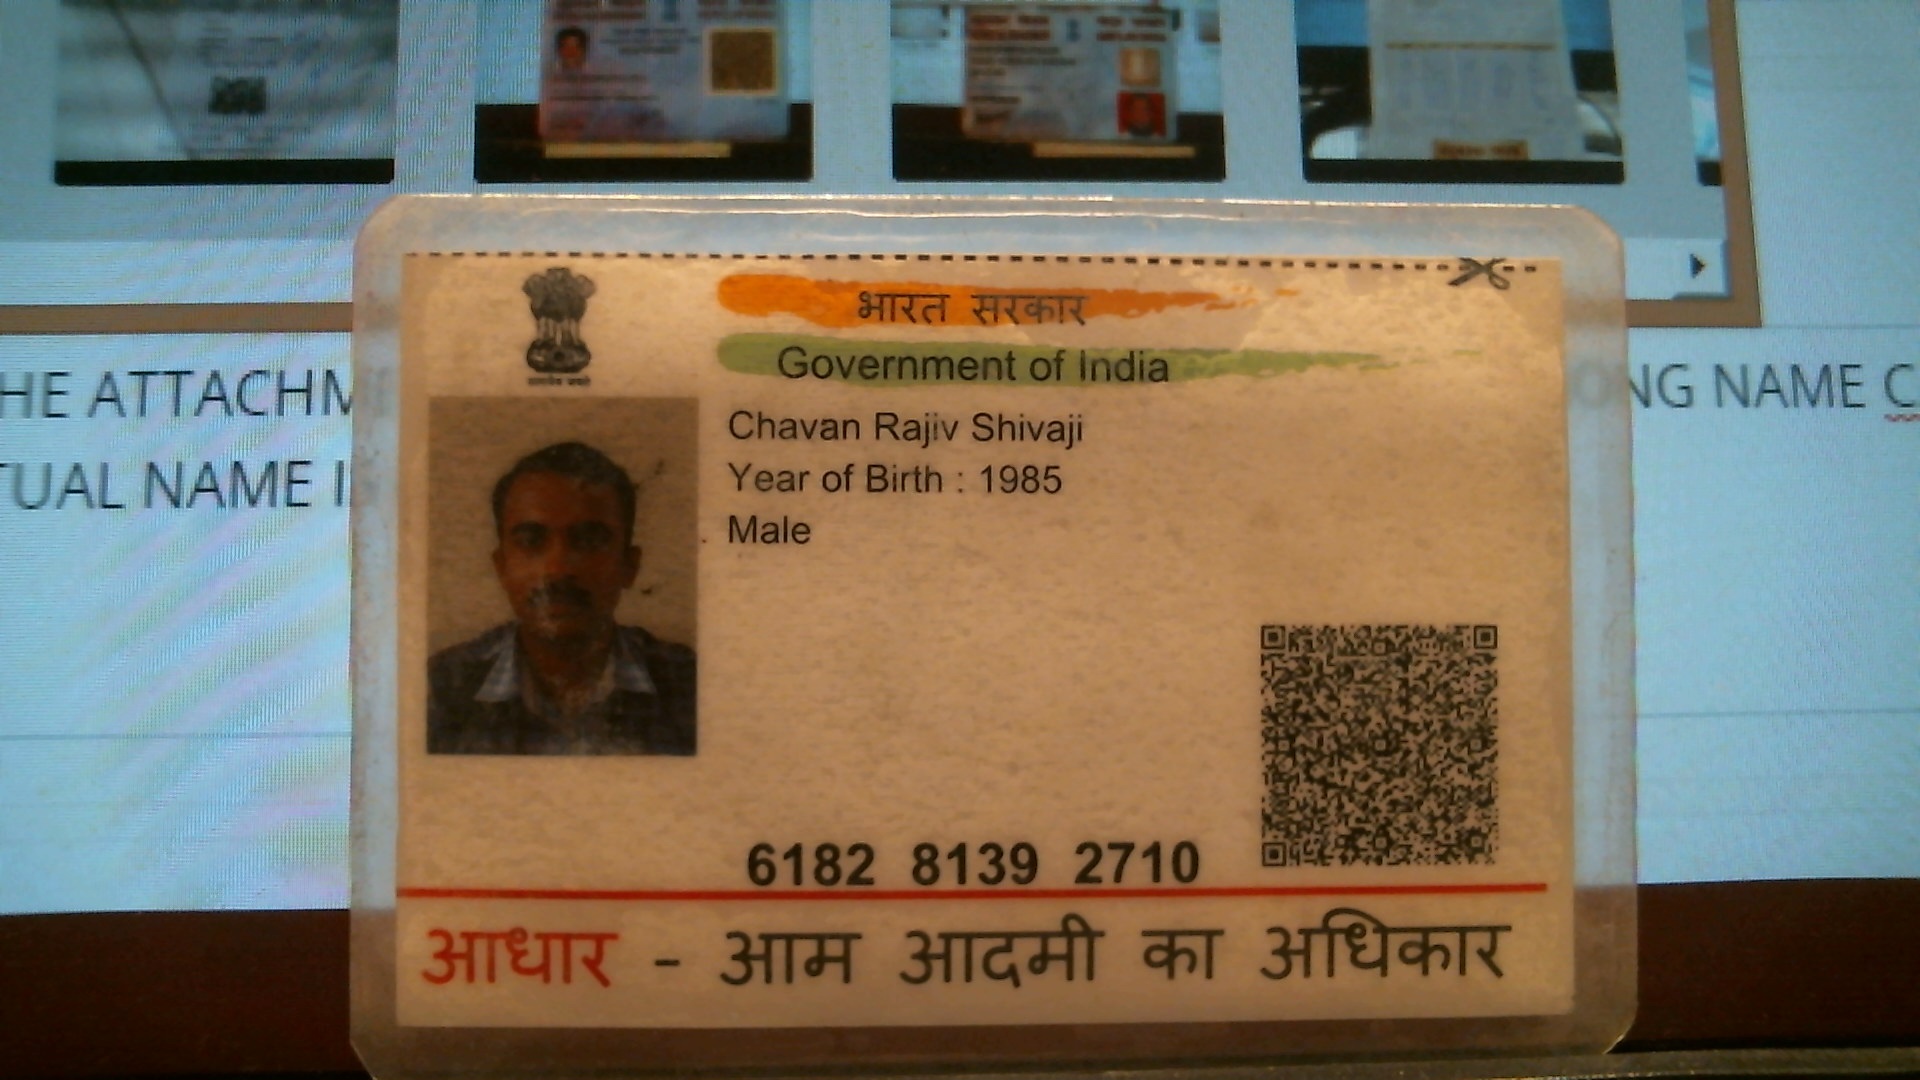 HE ATTACHM
NG NAME C
TUAL NAME I
भारत सरकार
Government of India
Chavan Rajiv Shivaji
Year of Birth : 1985
Male
6182 8139 2710
आधार - आम आदमी का अधिकार